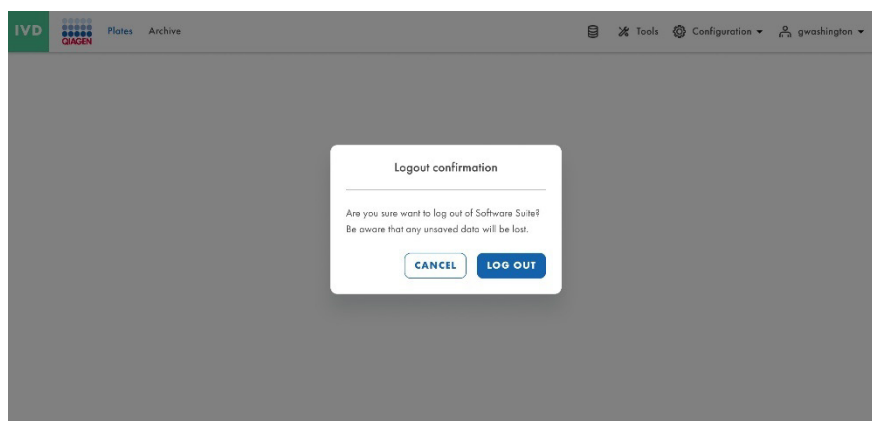 IVD
QIAGEN
Plates Archive Tools Configuration gwashington
Logout confirmation
Are you sure want to log out of Software Suite?
Be aware that any unsaved data will be lost.
CANCEL LOG OUT